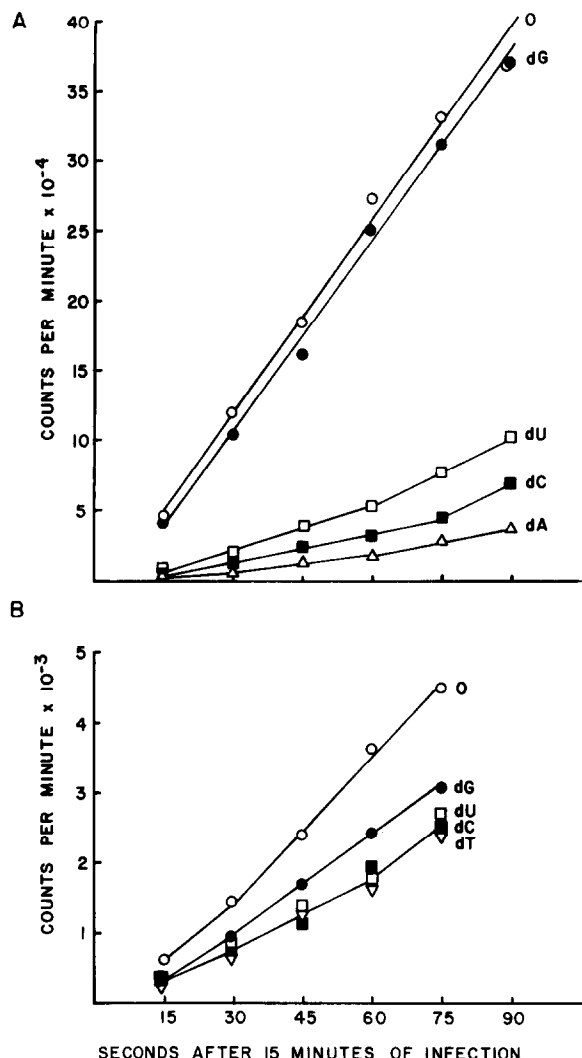 A
COUNTS PER MINUTE x 10⁻⁴
40
35
30
25
20
15
10
5
O
dG
dU
dC
dA
B
COUNTS PER MINUTE x 10⁻³
5
4
3
2
1
O
dG
dU
dC
dT
15 30 45 60 75 90
SECONDS AFTER 15 MINUTES OF INFECTION